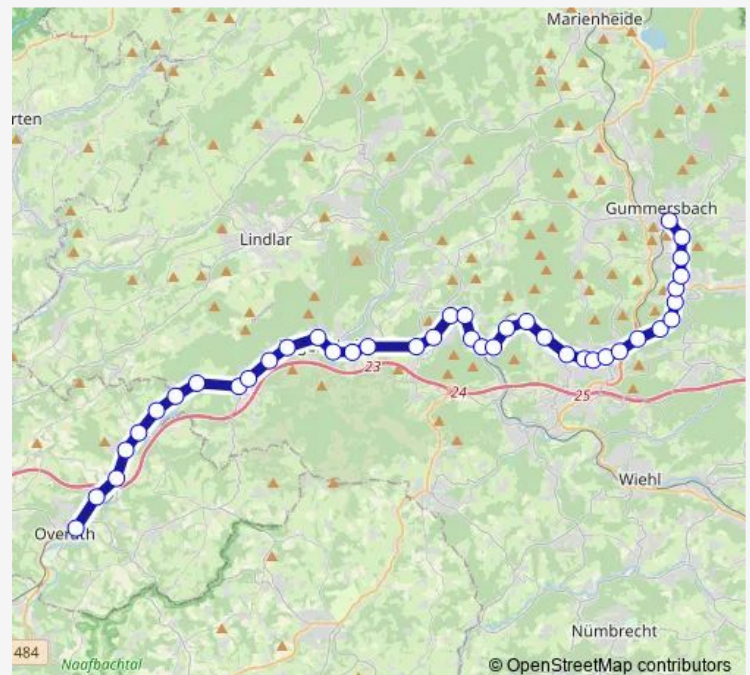 Marienheide
rten
Gummersbach
Lindlar
23
24
25
Wiehl
Overath
Nümbrecht
484
Naafbachtal
© OpenStreetMap contributors